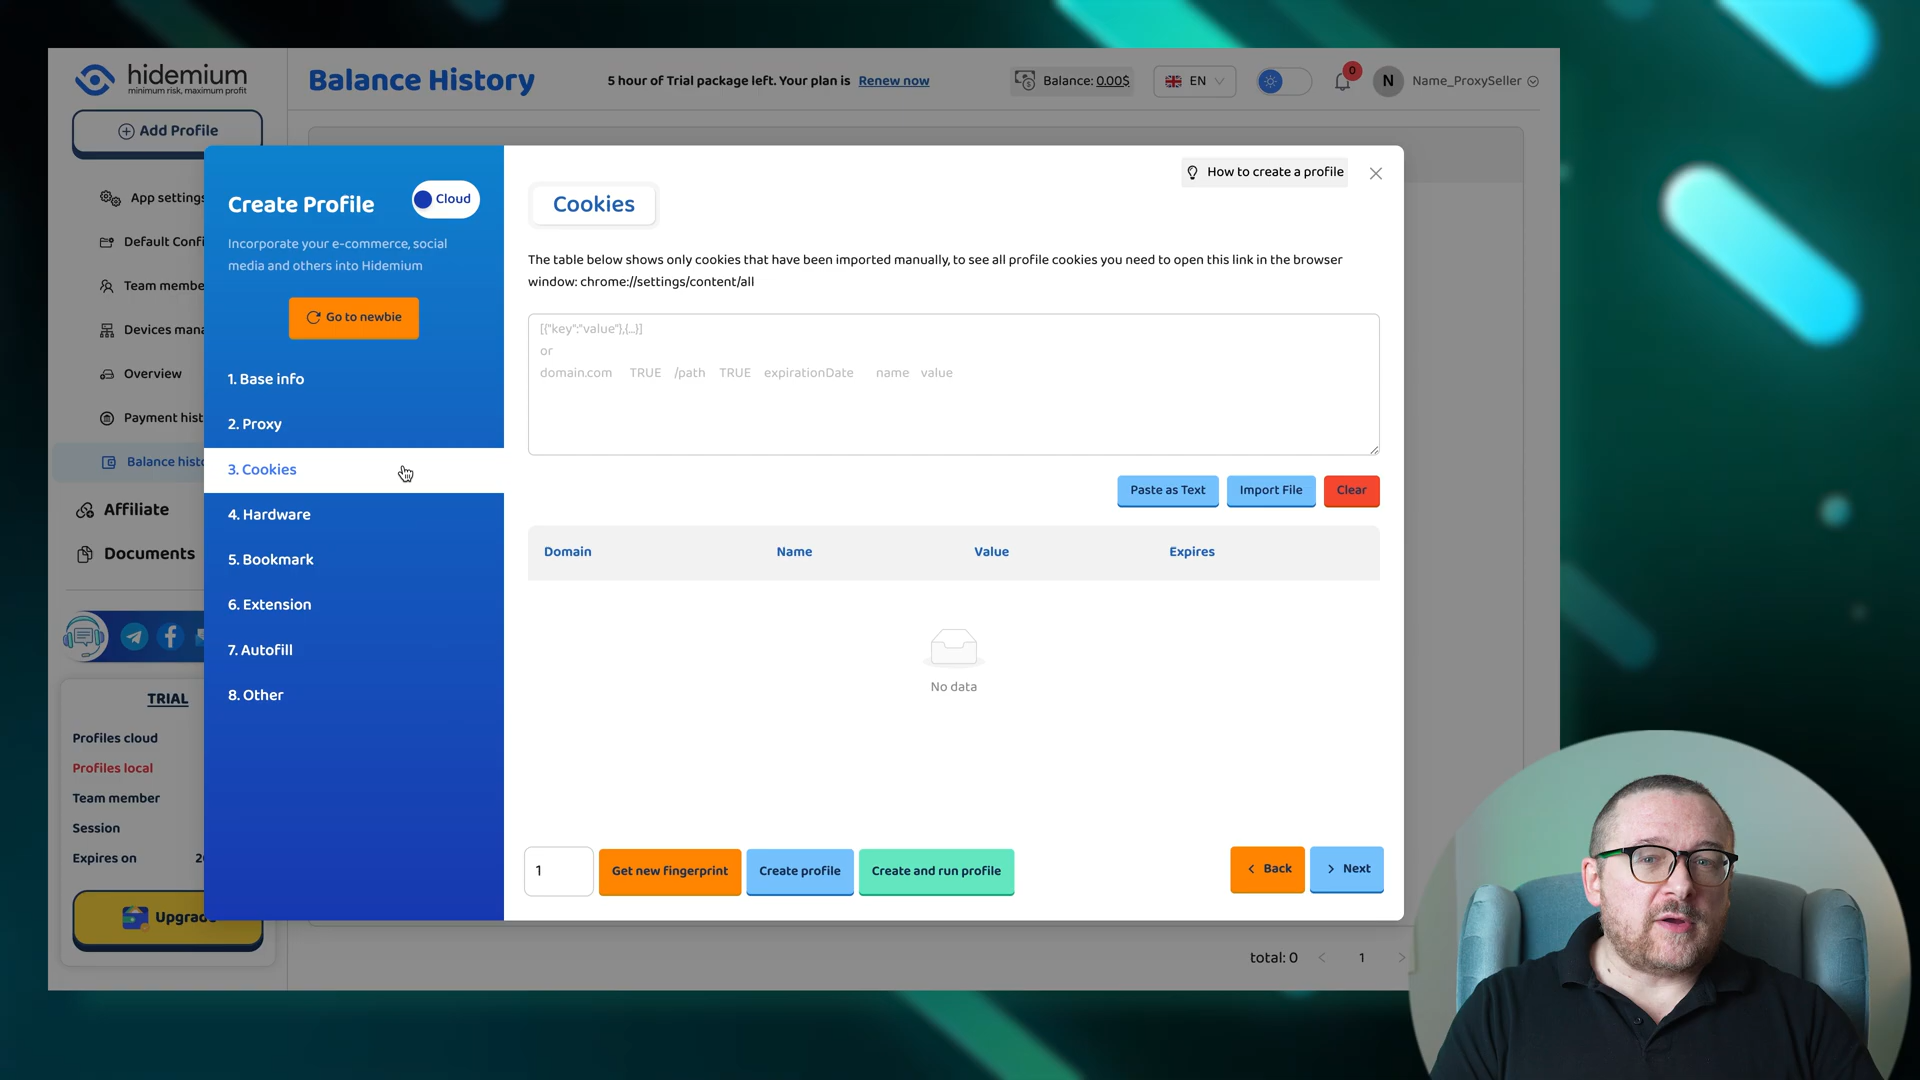 hidemium
minimum risk, maximum profit
Balance History
5 hour of Trial package left. Your plan is Renew now
Balance: 0.00$
EN
0
N
Name_ProxySeller
Add Profile
App settings
Default Confi
Team membe
Devices mana
Overview
Payment hist
Balance histo
Affiliate
Documents
TRIAL
Profiles cloud
Profiles local
Team member
Session
Expires on 20
Upgrade
Create Profile
Cloud
Incorporate your e-commerce, social
media and others into Hidemium
Go to newbie
1. Base info
2. Proxy
3. Cookies
4. Hardware
5. Bookmark
6. Extension
7. Autofill
8. Other
How to create a profile
Cookies
The table below shows only cookies that have been imported manually, to see all profile cookies you need to open this link in the browser
window: chrome://settings/content/all
[{"key":"value"},{...}]
or
domain.com TRUE /path TRUE expirationDate name value
Paste as Text
Import File
Clear
Domain Name Value Expires
No data
1
Get new fingerprint
Create profile
Create and run profile
Back
Next
total: 0
1